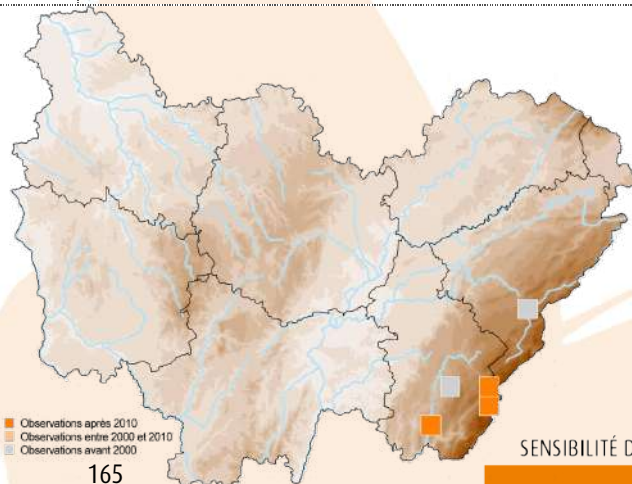 Observations après 2010
Observations entre 2000 et 2010
Observations avant 2000
165
SENSIBILITÉ D